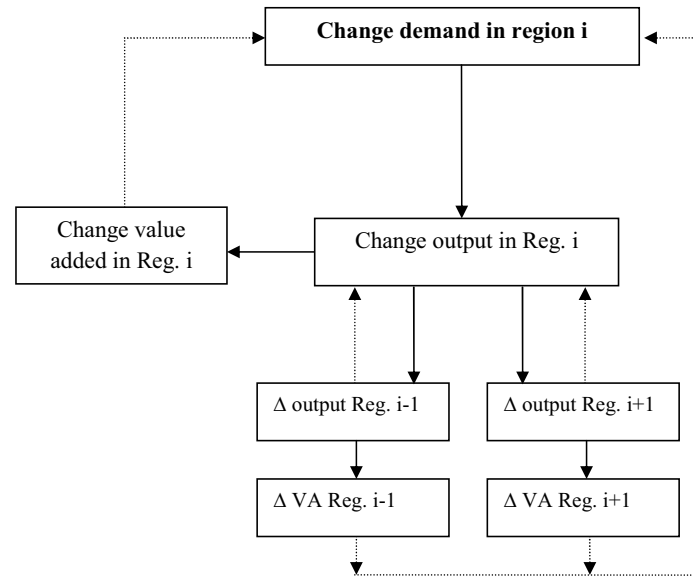 Change demand in region i
Change value
added in Reg. i
Change output in Reg. i
Δ output Reg. i-1
Δ output Reg. i+1
Δ VA Reg. i-1
Δ VA Reg. i+1